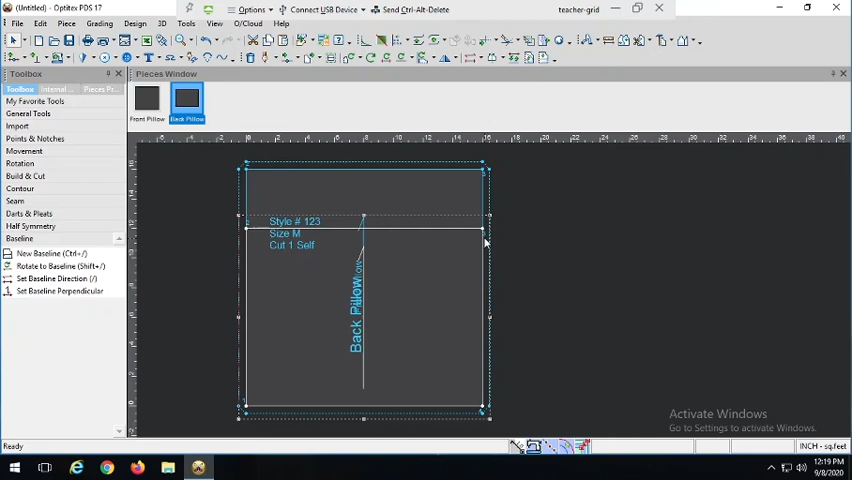 (Untitled) - Optitex PDS 17
Options
Connect USB Device
Send Ctrl-Alt-Delete
teacher-grid
File
Piece
Grading
Design
Tools
View
O/Cloud
Help
Toolbox
Pieces Window
Toolbox
Internal ...
Pieces Pr...
My Favorite Tools
General Tools
Import
Points & Notches
Movement
Rotation
Build & Cut
Contour
Seam
Darts & Pleats
Half Symmetry
Baseline
New Baseline (Ctrl+/)
Rotate to Baseline (Shift+/)
Set Baseline Direction (/)
Set Baseline Perpendicular
Front Pillow
Back Pillow
Style # 123
Size M
Cut 1 Self
Back Pillow
Activate Windows
Go to Settings to activate Windows.
Ready
INCH - sq.feet
12:19 PM
9/8/2020